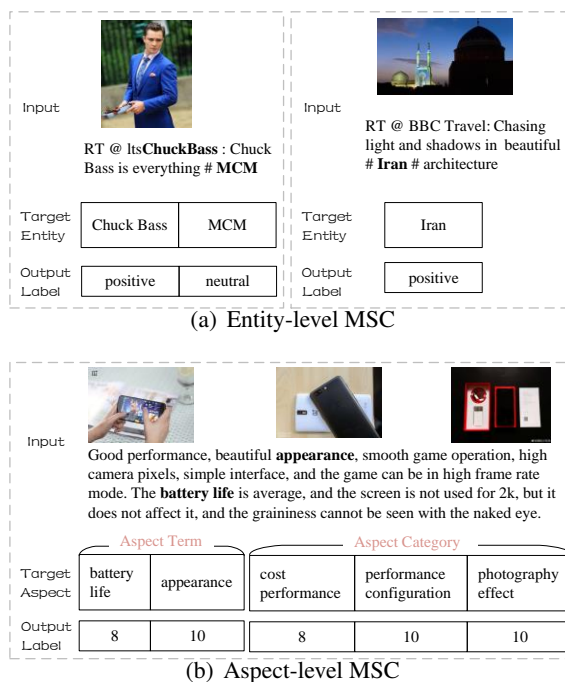 Input
RT @ ltsChuckBass : Chuck
Bass is everything # MCM
Target
Entity
Chuck Bass
MCM
Output
Label
positive
neutral
Input
RT @ BBC Travel: Chasing
light and shadows in beautiful
# Iran # architecture
Target
Entity
Iran
Output
Label
positive
(a) Entity-level MSC
Input
Good performance, beautiful appearance, smooth game operation, high
camera pixels, simple interface, and the game can be in high frame rate
mode. The battery life is average, and the screen is not used for 2k, but it
does not affect it, and the graininess cannot be seen with the naked eye.
Aspect Term
Aspect Category
Target
Aspect
battery
life
appearance
cost
performance
performance
configuration
photography
effect
Output
Label
8
10
8
10
10
(b) Aspect-level MSC